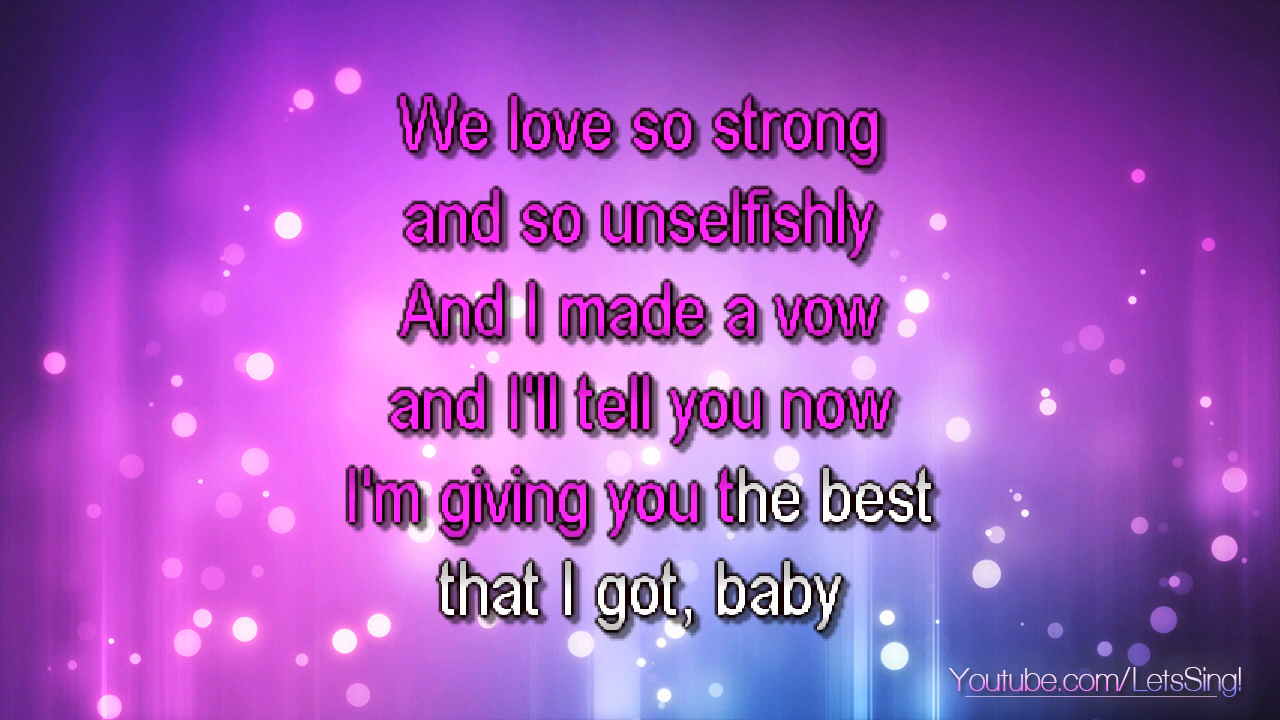 We love so strong
and so unselfishly
And I made a vow
and I'll tell you now
I'm giving you the best
that I got, baby
Youtube.com/LetsSing!